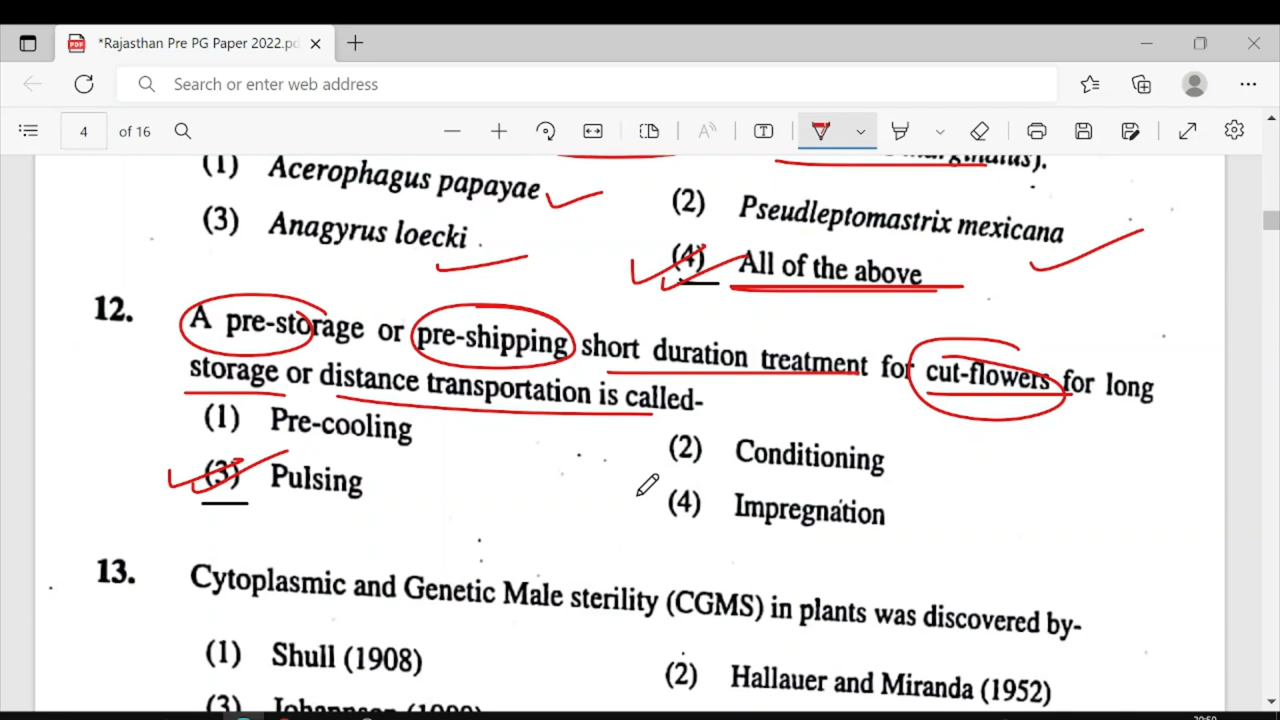 *Rajasthan Pre PG Paper 2022.pd
Search or enter web address
4 of 16
(1) Acerophagus papayae
(2) Pseudleptomastrix mexicana
(3) Anagyrus loecki
(4) All of the above
12. A pre-storage or pre-shipping short duration treatment for cut-flowers for long
storage or distance transportation is called-
(1) Pre-cooling
(2) Conditioning
(3) Pulsing
(4) Impregnation
13. Cytoplasmic and Genetic Male sterility (CGMS) in plants was discovered by-
(1) Shull (1908)
(2) Hallauer and Miranda (1952)
(3)